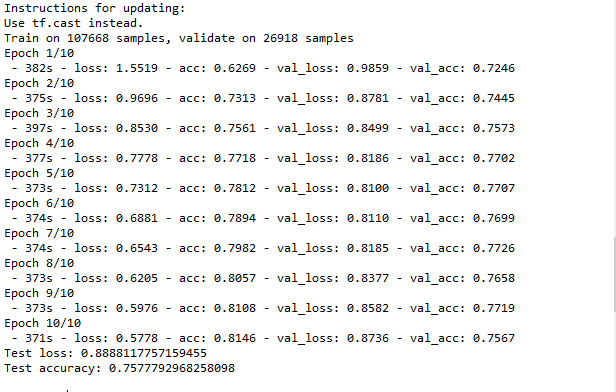 Instructions for updating:
Use tf.cast instead.
Train on 107668 samples, validate on 26918 samples
Epoch 1/10
 - 382s - loss: 1.5519 - acc: 0.6269 - val_loss: 0.9859 - val_acc: 0.7246
Epoch 2/10
 - 375s - loss: 0.9696 - acc: 0.7313 - val_loss: 0.8781 - val_acc: 0.7445
Epoch 3/10
 - 397s - loss: 0.8530 - acc: 0.7561 - val_loss: 0.8499 - val_acc: 0.7573
Epoch 4/10
 - 377s - loss: 0.7778 - acc: 0.7718 - val_loss: 0.8186 - val_acc: 0.7702
Epoch 5/10
 - 373s - loss: 0.7312 - acc: 0.7812 - val_loss: 0.8100 - val_acc: 0.7707
Epoch 6/10
 - 374s - loss: 0.6881 - acc: 0.7894 - val_loss: 0.8110 - val_acc: 0.7699
Epoch 7/10
 - 374s - loss: 0.6543 - acc: 0.7982 - val_loss: 0.8185 - val_acc: 0.7726
Epoch 8/10
 - 373s - loss: 0.6205 - acc: 0.8057 - val_loss: 0.8377 - val_acc: 0.7658
Epoch 9/10
 - 373s - loss: 0.5976 - acc: 0.8108 - val_loss: 0.8582 - val_acc: 0.7719
Epoch 10/10
 - 371s - loss: 0.5778 - acc: 0.8146 - val_loss: 0.8736 - val_acc: 0.7567
Test loss: 0.8888117757159455
Test accuracy: 0.7577792968258098